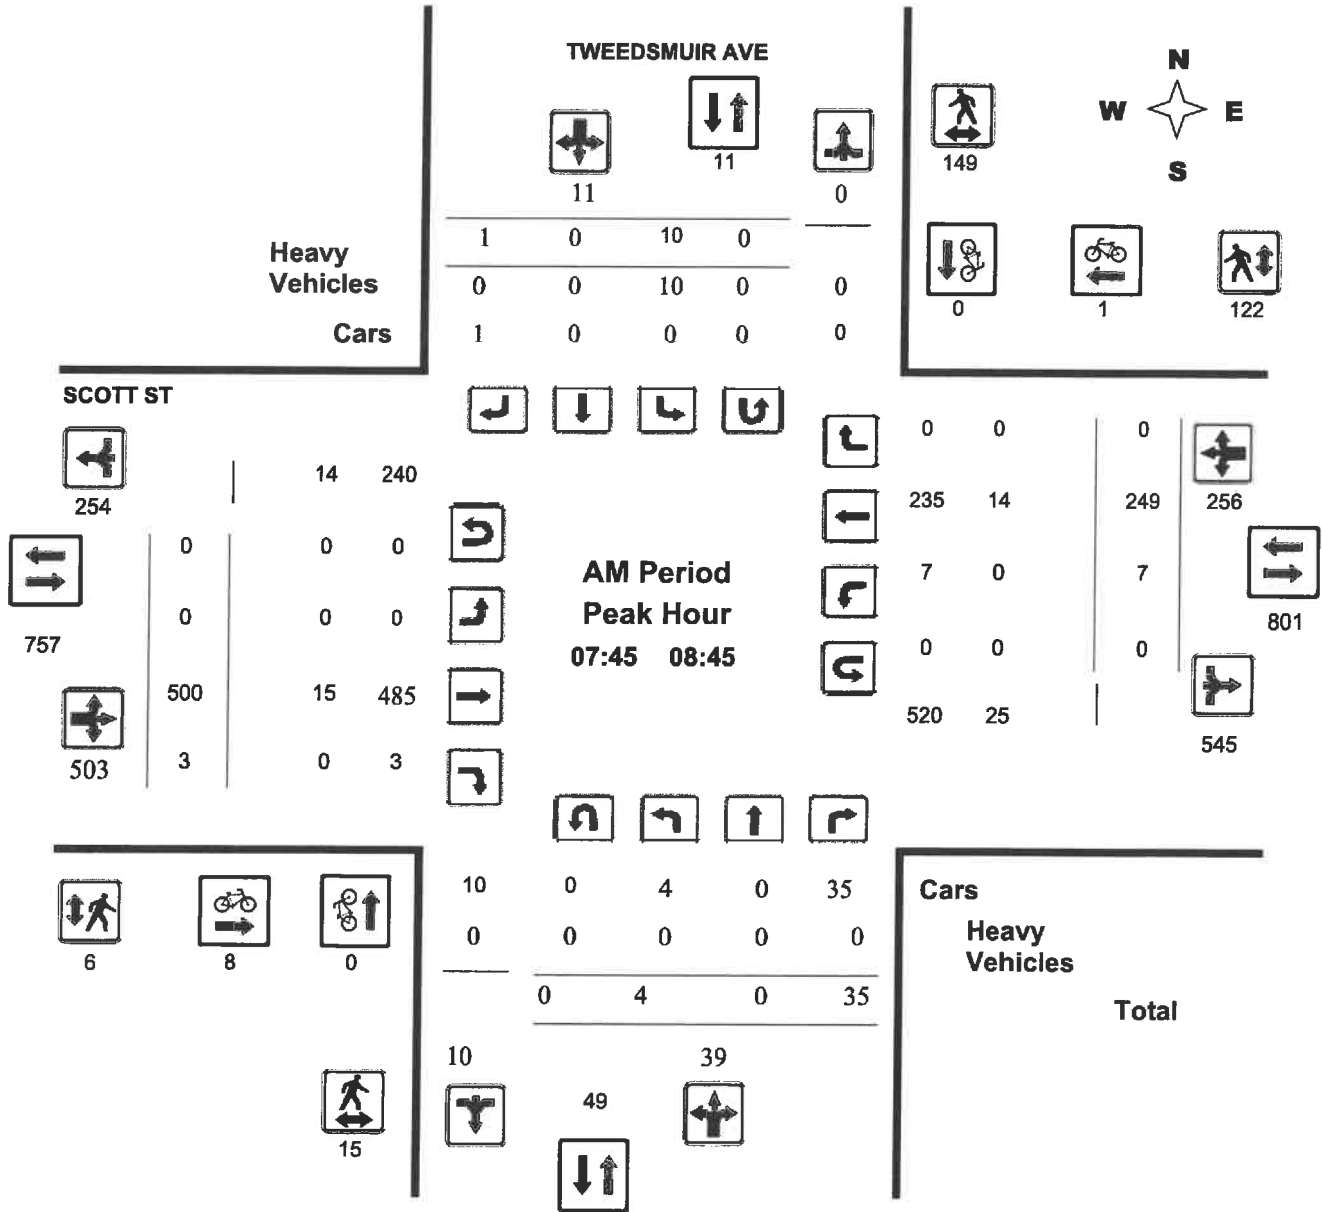 TWEEDSMUIR AVE
N
W E
S
11
11
0
149
Heavy
Vehicles
Cars
1 0 10 0
0 0 10 0 0
1 0 0 0 0
0 1 122
SCOTT ST
254
14 240
0 0 0
0 0 0
757
500 15 485
503
3 0 3
AM Period
Peak Hour
07:45 08:45
0 0 0
235 14 249 256
7 0 7
801
0 0 0
520 25
545
6 8 0
15
10 0 4 0 35
0 0 0 0 0
0 4 0 35
Cars
Heavy
Vehicles
Total
10
39
49